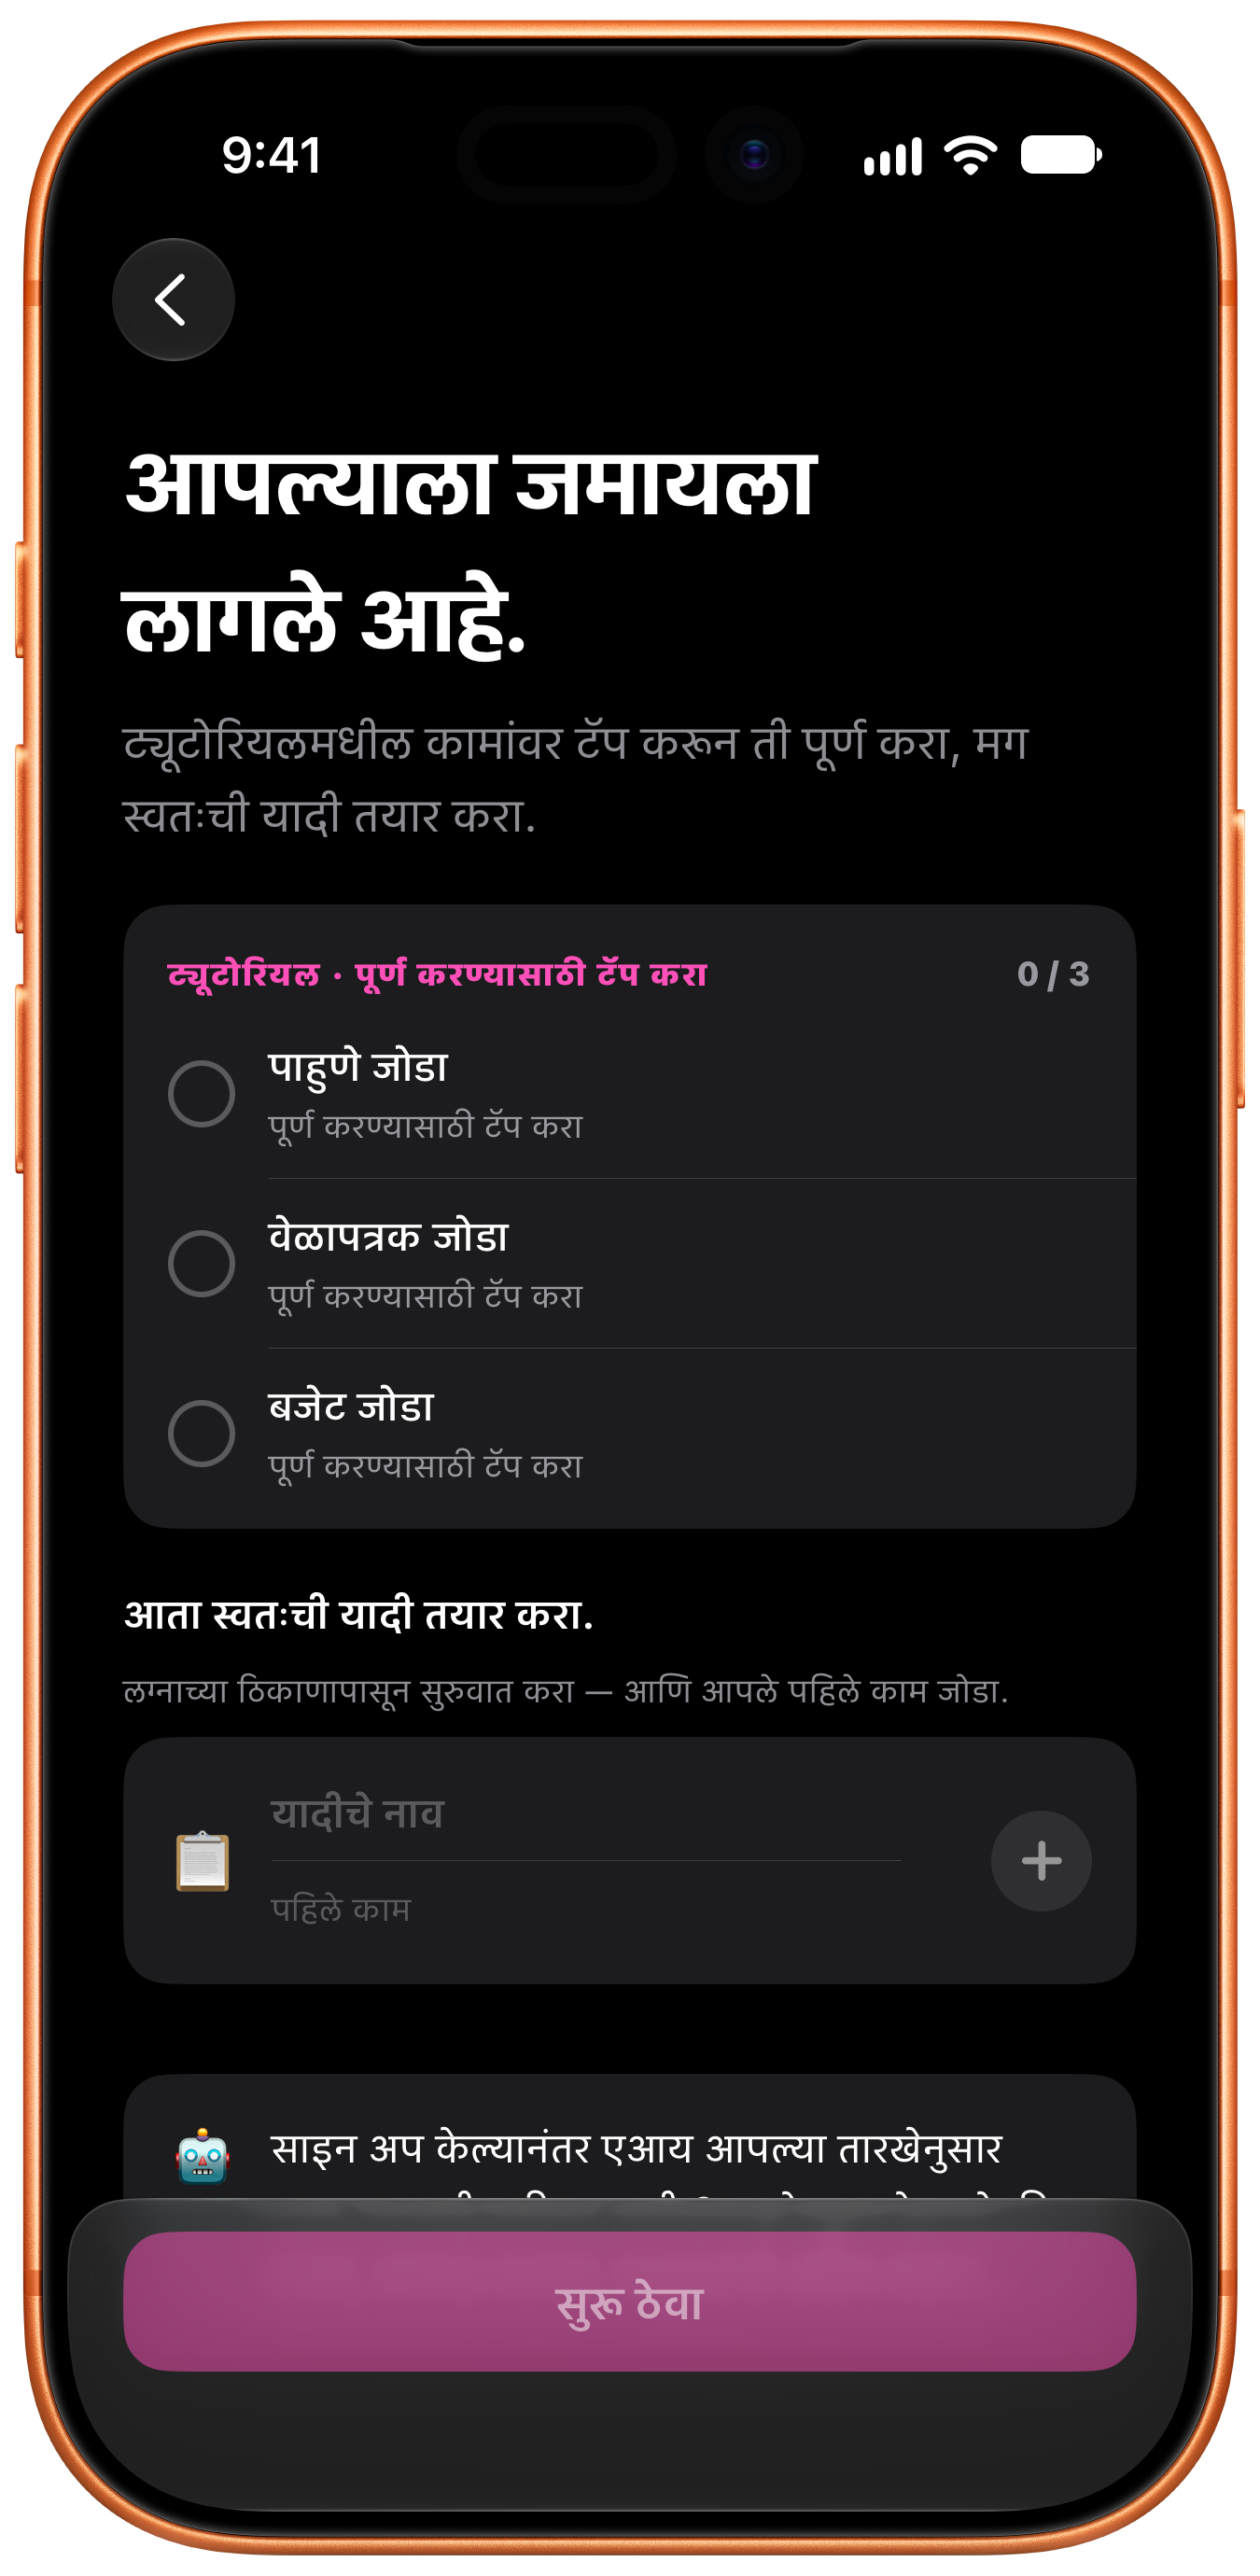 9:41
आपल्याला जमायला
लागले आहे.
ट्यूटोरियलमधील कामांवर टॅप करून ती पूर्ण करा, मग
स्वतःची यादी तयार करा.
ट्यूटोरियल · पूर्ण करण्यासाठी टॅप करा 0 / 3
पाहुणे जोडा
पूर्ण करण्यासाठी टॅप करा
वेळापत्रक जोडा
पूर्ण करण्यासाठी टॅप करा
बजेट जोडा
पूर्ण करण्यासाठी टॅप करा
आता स्वतःची यादी तयार करा.
लग्नाच्या ठिकाणापासून सुरुवात करा — आणि आपले पहिले काम जोडा.
यादीचे नाव
पहिले काम
साइन अप केल्यानंतर एआय आपल्या तारखेनुसार
सुरू ठेवा